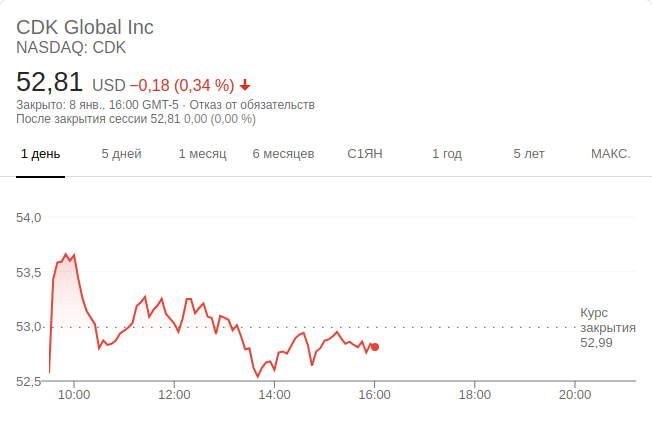 CDK Global Inc
NASDAQ: CDK
52,81 USD −0,18 (0,34 %)
Закрыто: 8 янв., 16:00 GMT-5 · Отказ от обязательств
После закрытия сессии 52,81 0,00 (0,00 %)
1 день 5 дней 1 месяц 6 месяцев С1ЯН 1 год 5 лет МАКС.
54,0
53,5
53,0
52,5
Курс
закрытия
52,99
10:00 12:00 14:00 16:00 18:00 20:00